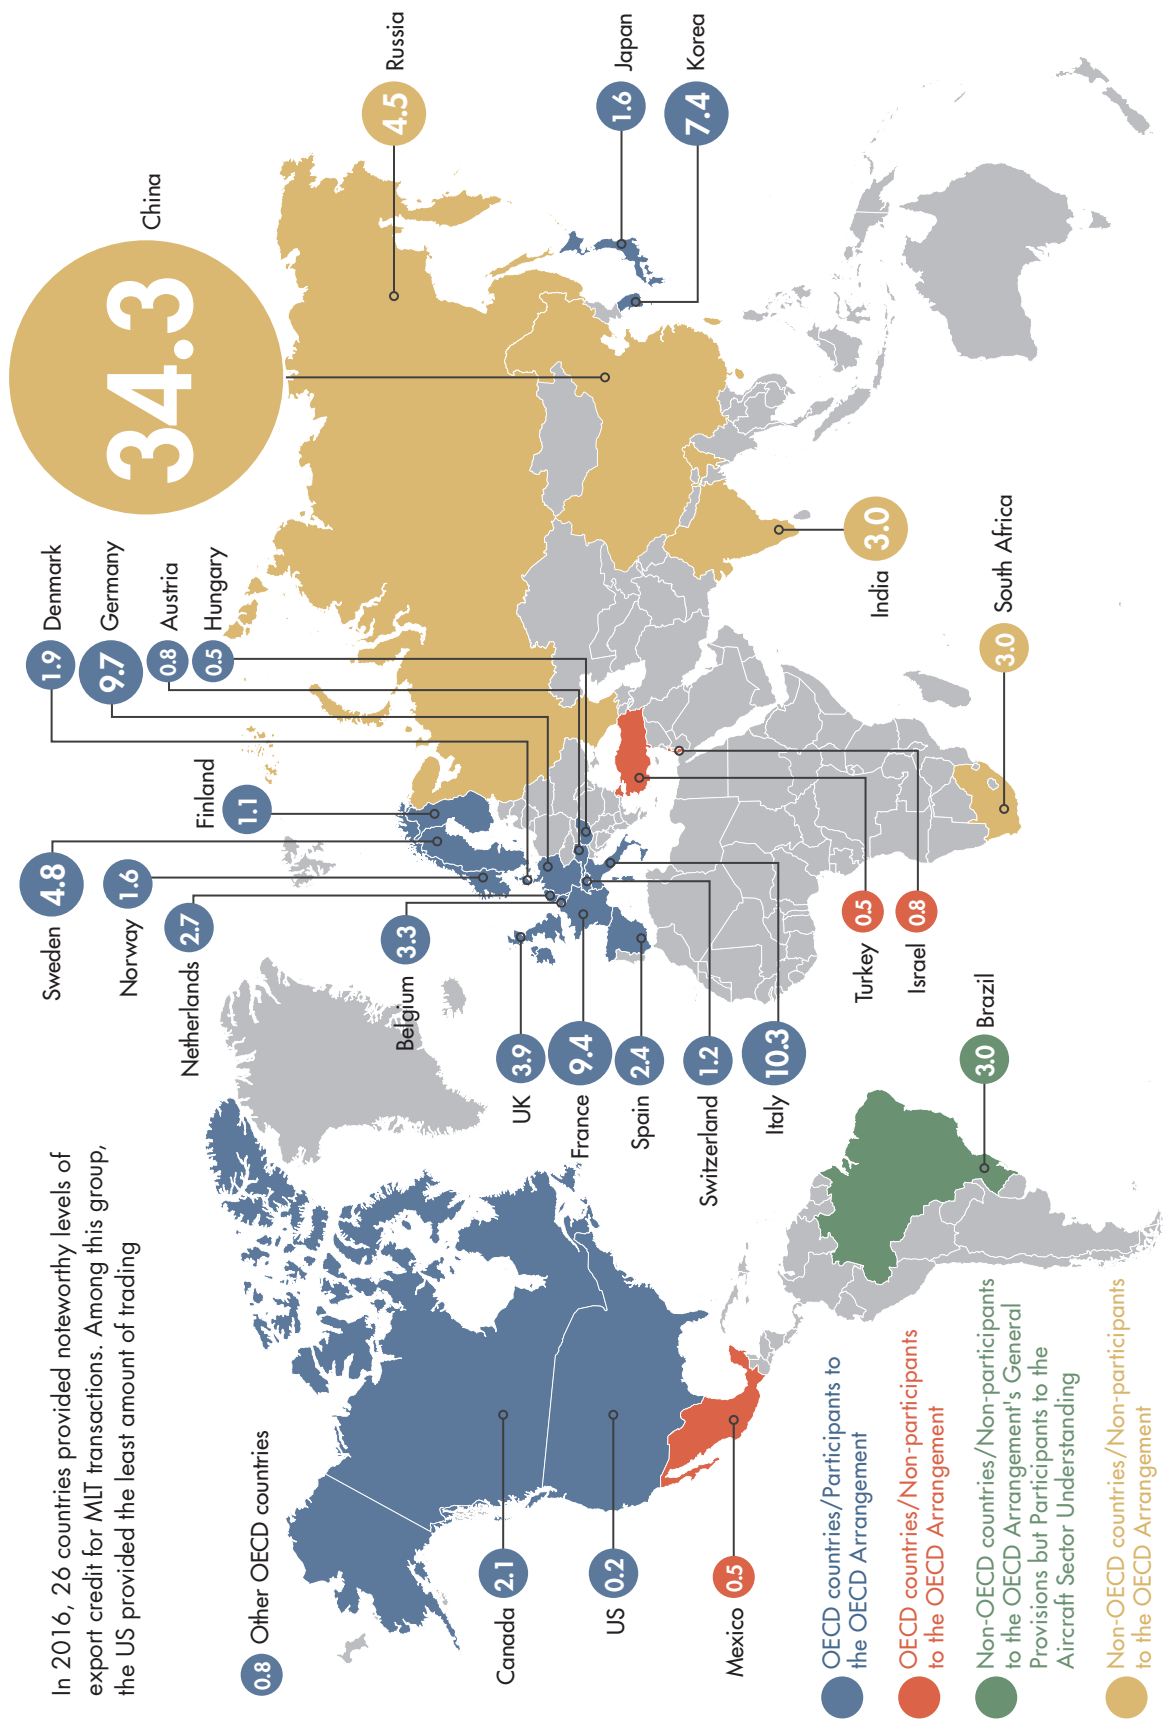 In 2016, 26 countries provided noteworthy levels of
export credit for MLT transactions. Among this group,
the US provided the least amount of trading
0.8 Other OECD countries
Canada 2.1
US 0.2
Mexico 0.5
Sweden 4.8
Norway 1.6
Netherlands 2.7
Belgium 3.3
Finland 1.1
1.9 Denmark
9.7 Germany
0.8 Austria
0.5 Hungary
UK 3.9
France 9.4
Spain 2.4
Switzerland 1.2
Italy 10.3
34.3 China
4.5 Russia
1.6 Japan
7.4 Korea
India 3.0
3.0 South Africa
Turkey 0.5
Israel 0.8
3.0 Brazil
OECD countries/Participants to
the OECD Arrangement
OECD countries/Non-participants
to the OECD Arrangement
Non-OECD countries/Non-participants
to the OECD Arrangement's General
Provisions but Participants to the
Aircraft Sector Understanding
Non-OECD countries/Non-participants
to the OECD Arrangement